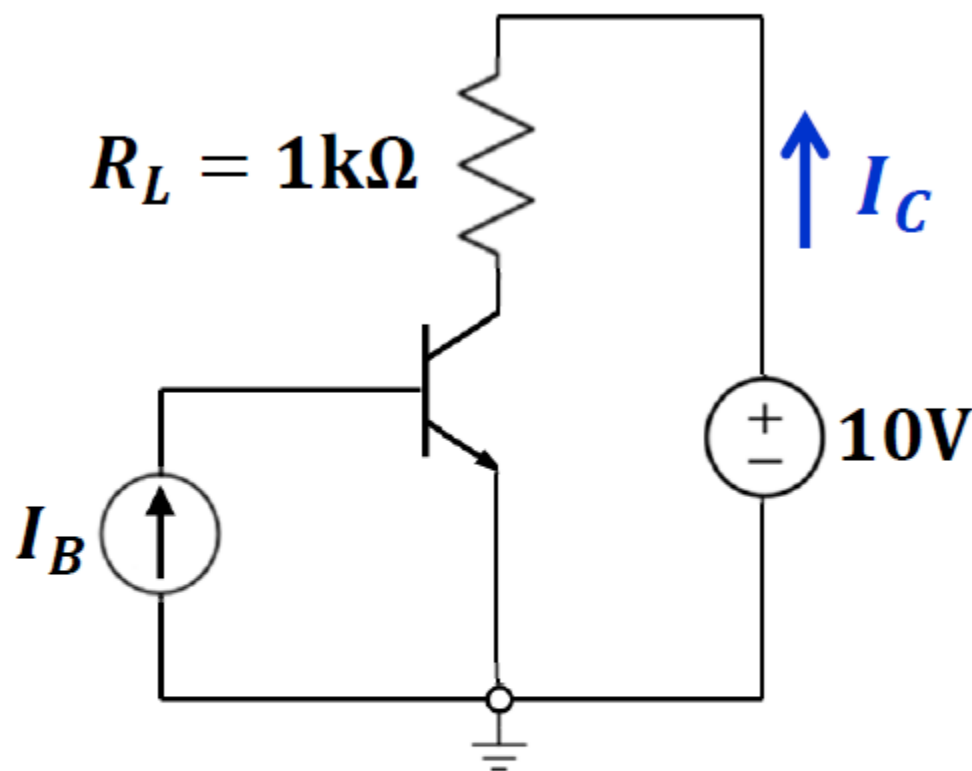 R_L = 1kΩ
I_C
+
−
10V
I_B